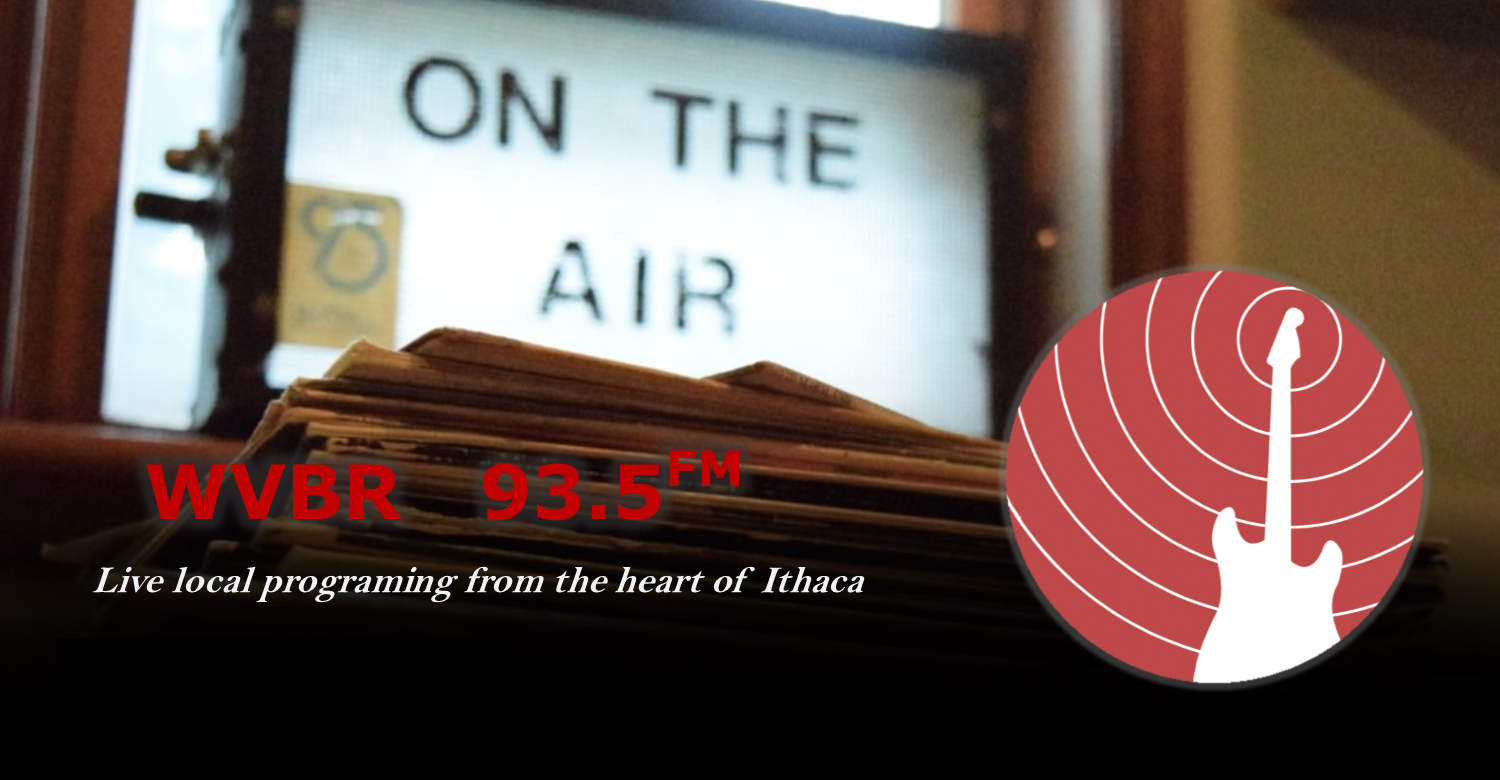 ON THE
AIR
WVBR 93.5FM
Live local programing from the heart of Ithaca